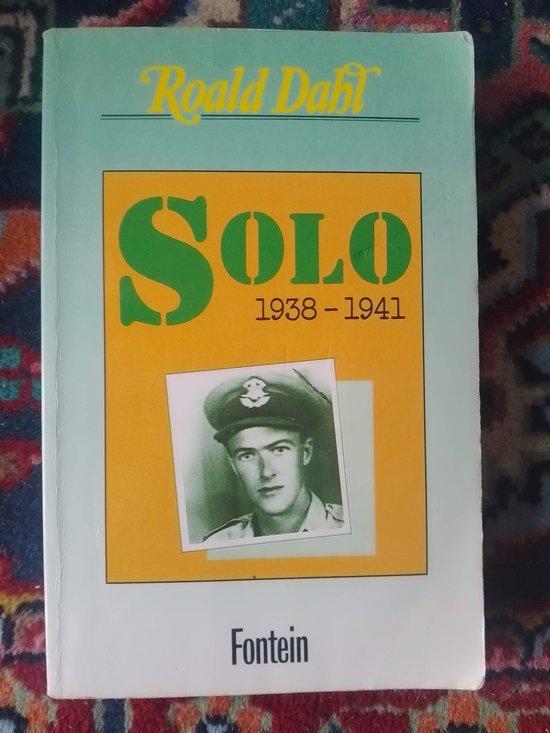 Roald Dahl
SOLO
1938 - 1941
Fontein